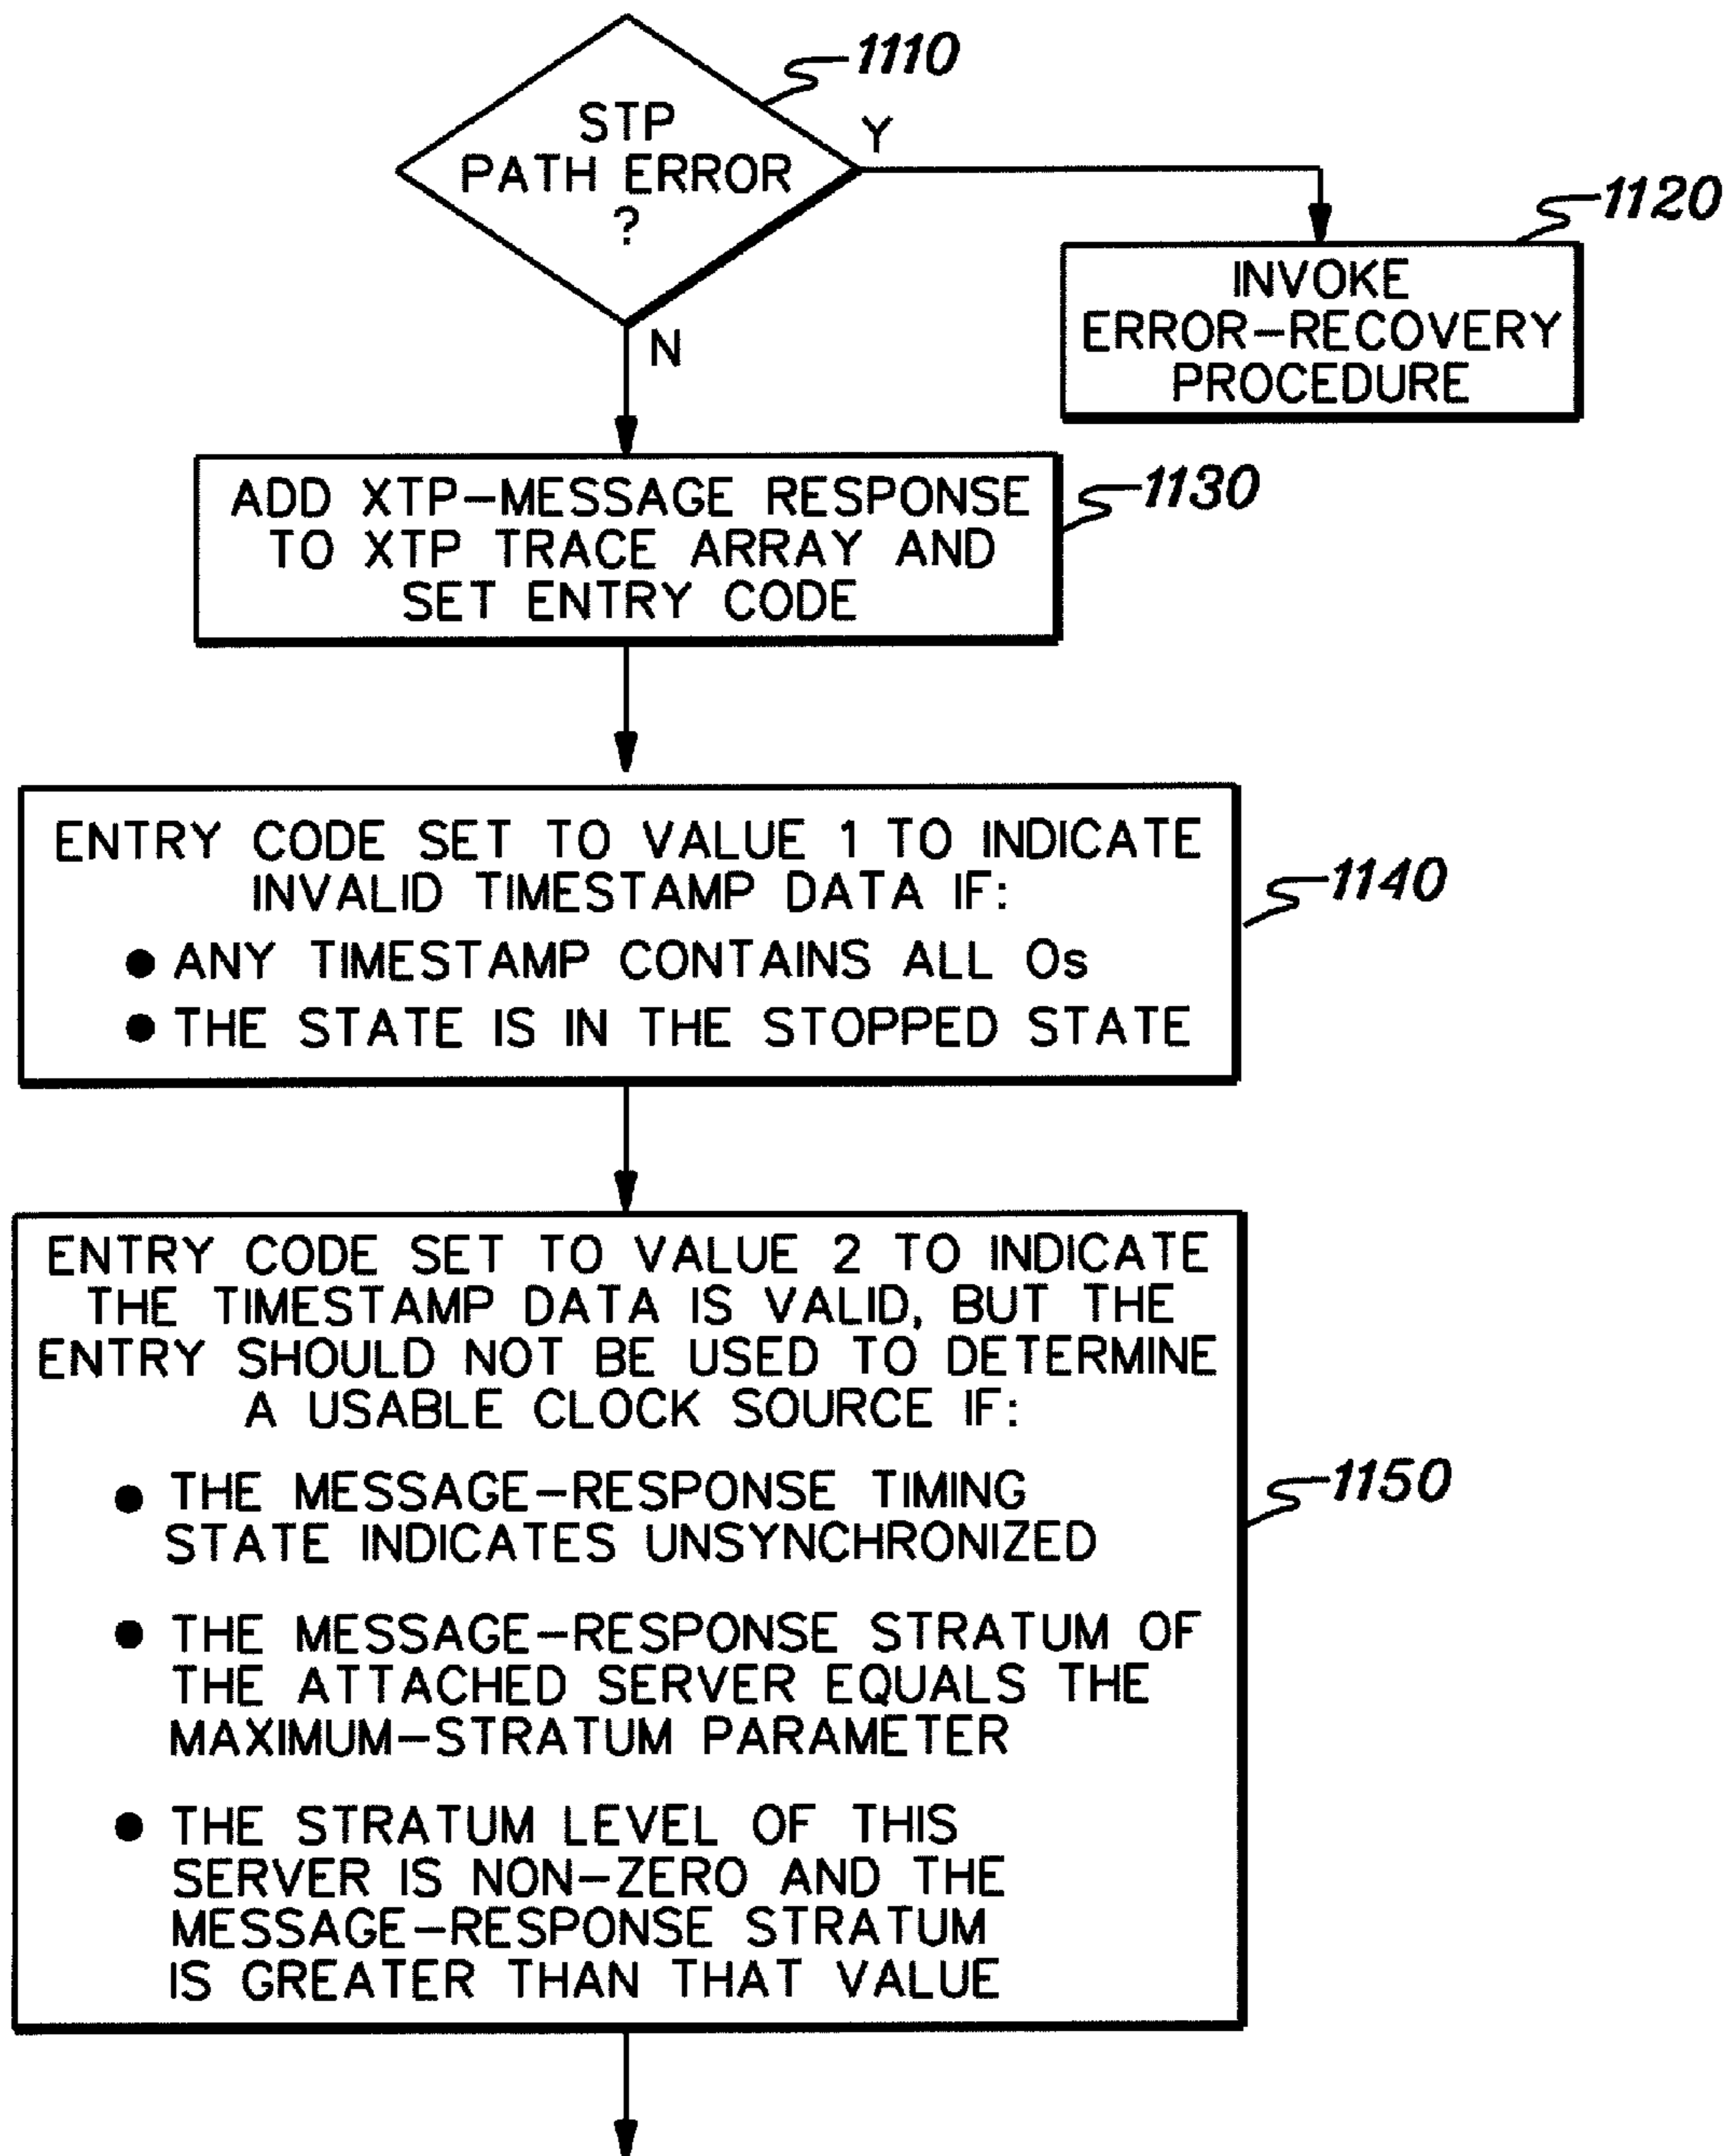 1110
STP
PATH ERROR
?
Y
N
1120
INVOKE
ERROR-RECOVERY
PROCEDURE
ADD XTP-MESSAGE RESPONSE
TO XTP TRACE ARRAY AND
SET ENTRY CODE
1130
ENTRY CODE SET TO VALUE 1 TO INDICATE
INVALID TIMESTAMP DATA IF:
● ANY TIMESTAMP CONTAINS ALL 0s
● THE STATE IS IN THE STOPPED STATE
1140
ENTRY CODE SET TO VALUE 2 TO INDICATE
THE TIMESTAMP DATA IS VALID, BUT THE
ENTRY SHOULD NOT BE USED TO DETERMINE
A USABLE CLOCK SOURCE IF:
● THE MESSAGE-RESPONSE TIMING
STATE INDICATES UNSYNCHRONIZED
● THE MESSAGE-RESPONSE STRATUM OF
THE ATTACHED SERVER EQUALS THE
MAXIMUM-STRATUM PARAMETER
● THE STRATUM LEVEL OF THIS
SERVER IS NON-ZERO AND THE
MESSAGE-RESPONSE STRATUM
IS GREATER THAN THAT VALUE
1150